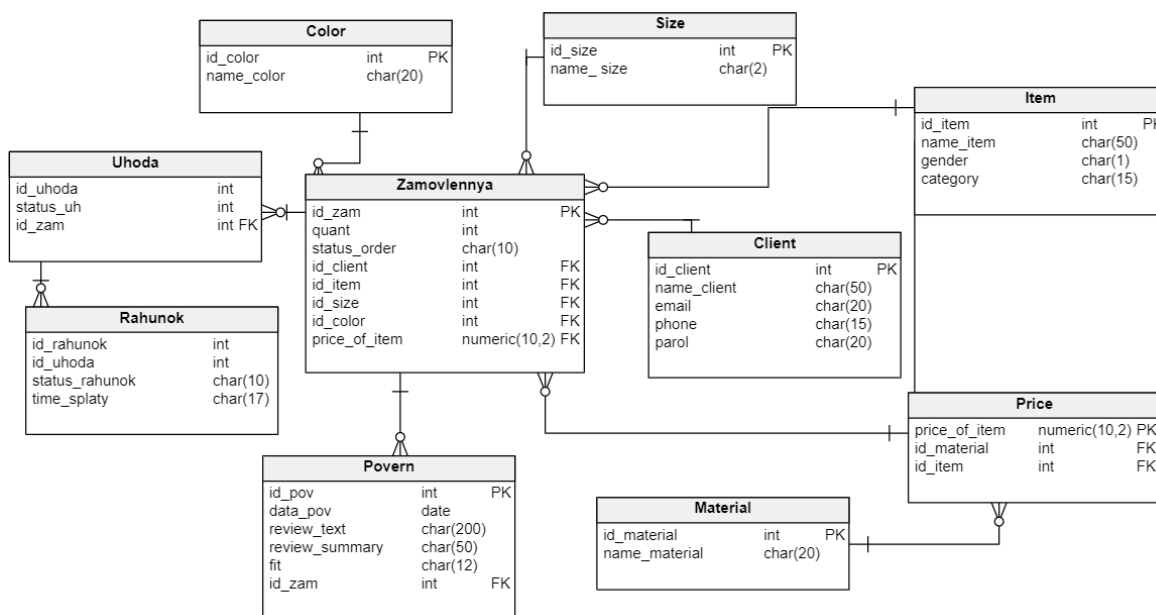 Color
id_color int PK
name_color char(20)
Size
id_size int PK
name_ size char(2)
Item
id_item int PK
name_item char(50)
gender char(1)
category char(15)
Uhoda
id_uhoda int
status_uh int
id_zam int FK
Zamovlennya
id_zam int PK
quant int
status_order char(10)
id_client int FK
id_item int FK
id_size int FK
id_color int FK
price_of_item numeric(10,2) FK
Client
id_client int PK
name_client char(50)
email char(20)
phone char(15)
parol char(20)
Rahunok
id_rahunok int
id_uhoda int
status_rahunok char(10)
time_splaty char(17)
Price
price_of_item numeric(10,2) PK
id_material int FK
id_item int FK
Povern
id_pov int PK
data_pov date
review_text char(200)
review_summary char(50)
fit char(12)
id_zam int FK
Material
id_material int PK
name_material char(20)